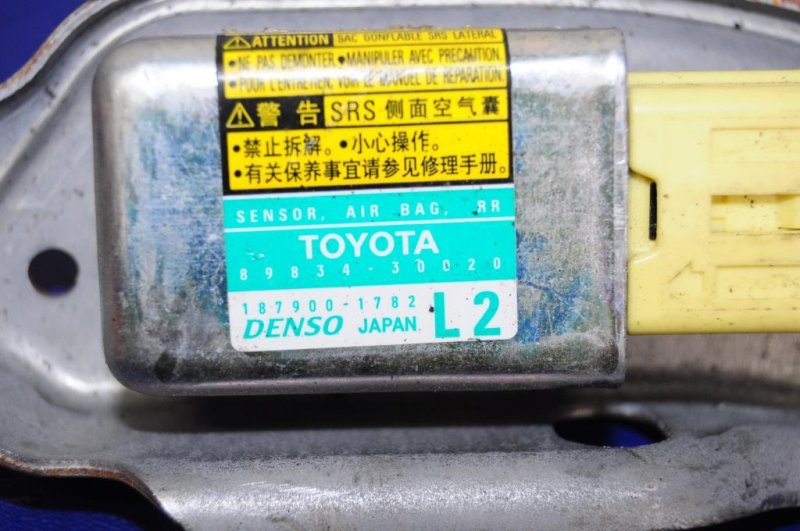 ATTENTION SAC GONFLABLE SRS LATERAL
•NE PAS DEMONTER.•MANIPULER AVEC PRECAUTION.
•POUR L'ENTRETIEN, VOIR LE MANUEL DE REPARATION.
警告 SRS 侧面空气囊
•禁止拆解。•小心操作。
•有关保养事宜请参见修理手册。
SENSOR, AIR BAG, RR
TOYOTA
89834-30020
187900-1782
DENSO JAPAN L2